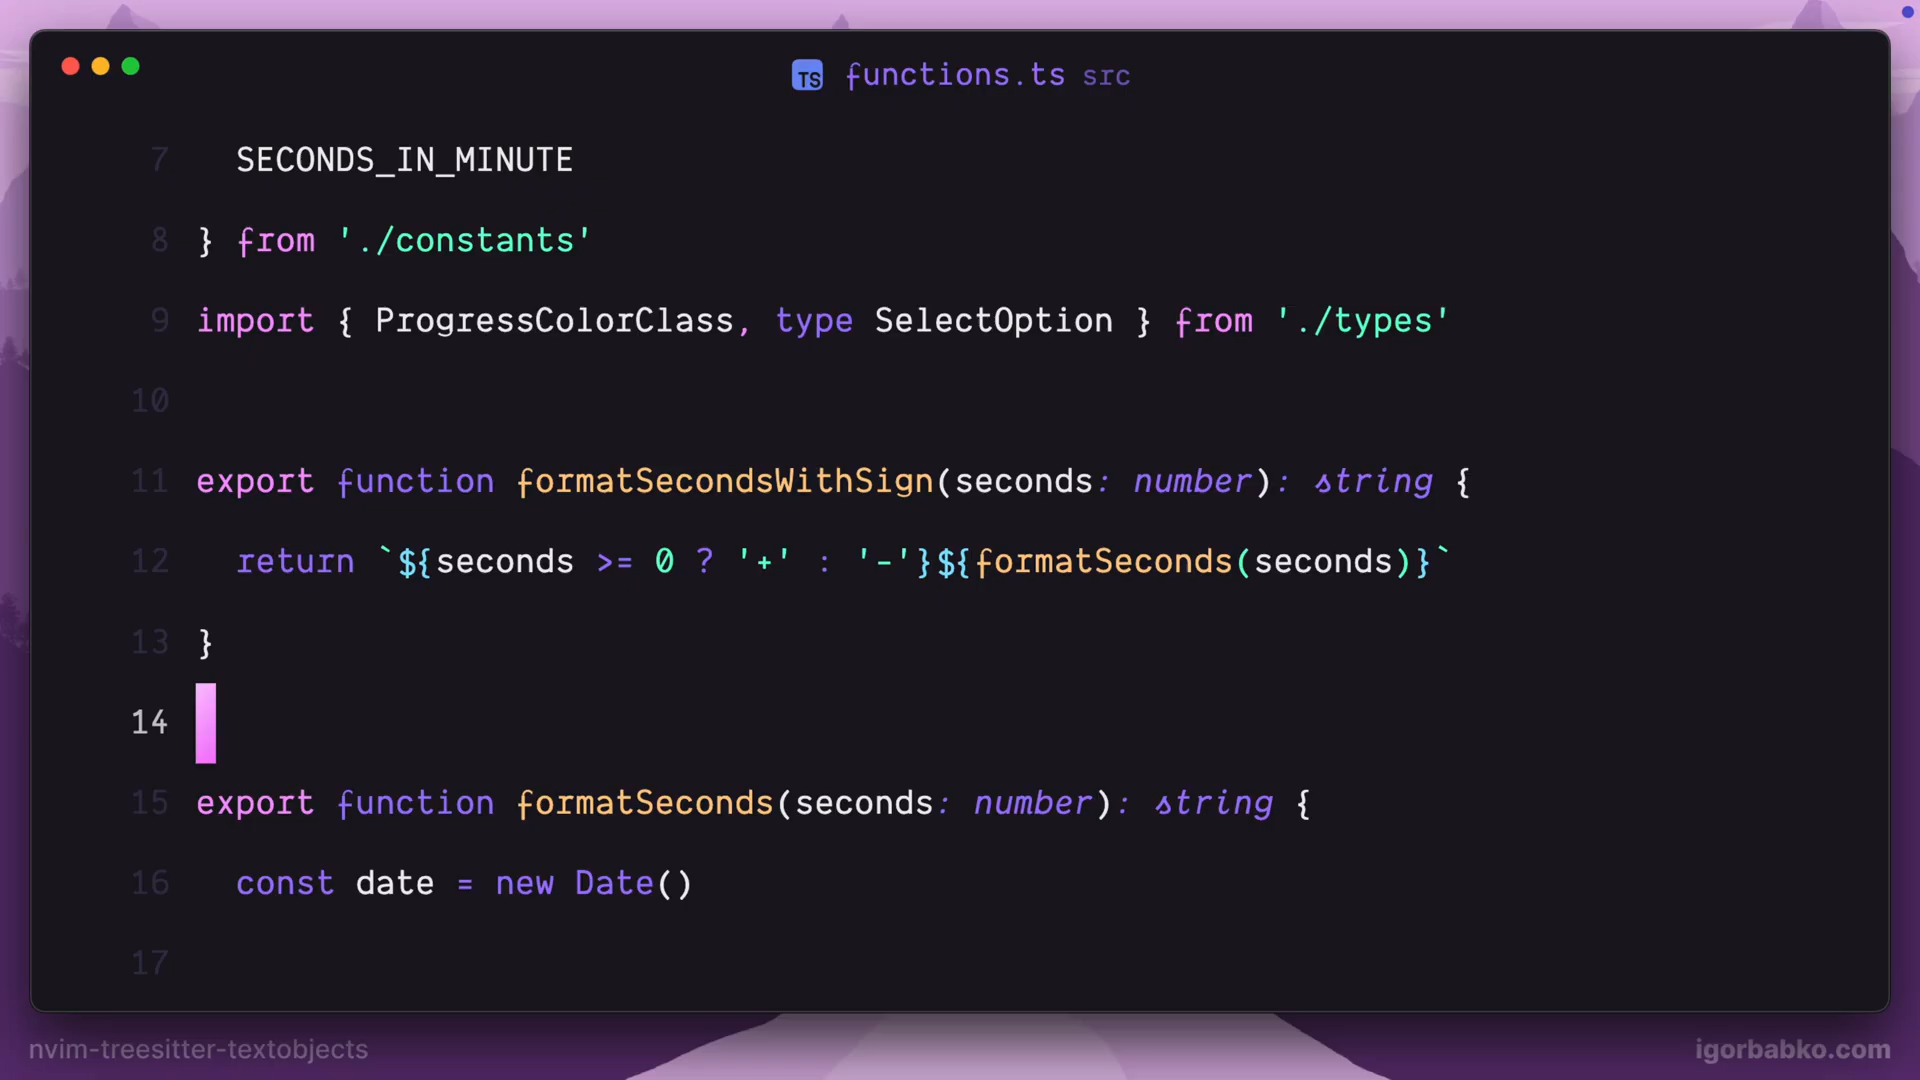 TS functions.ts src
7 SECONDS_IN_MINUTE
8 } from './constants'
9 import { ProgressColorClass, type SelectOption } from './types'
10
11 export function formatSecondsWithSign(seconds: number): string {
12 return `${seconds >= 0 ? '+' : '-'}${formatSeconds(seconds)}`
13 }
14
15 export function formatSeconds(seconds: number): string {
16 const date = new Date()
17
nvim-treesitter-textobjects
igorbabko.com